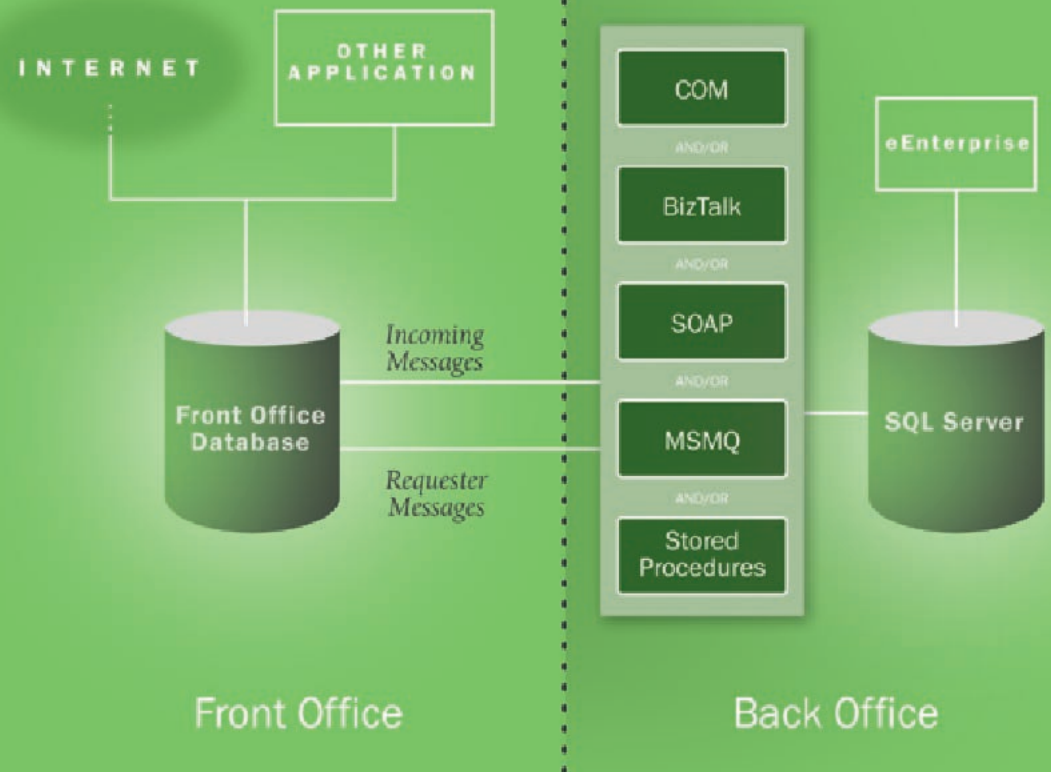 INTERNET
OTHER
APPLICATION
Front Office
Database
Incoming
Messages
Requester
Messages
Front Office
COM
AND/OR
BizTalk
AND/OR
SOAP
AND/OR
MSMQ
AND/OR
Stored
Procedures
eEnterprise
SQL Server
Back Office